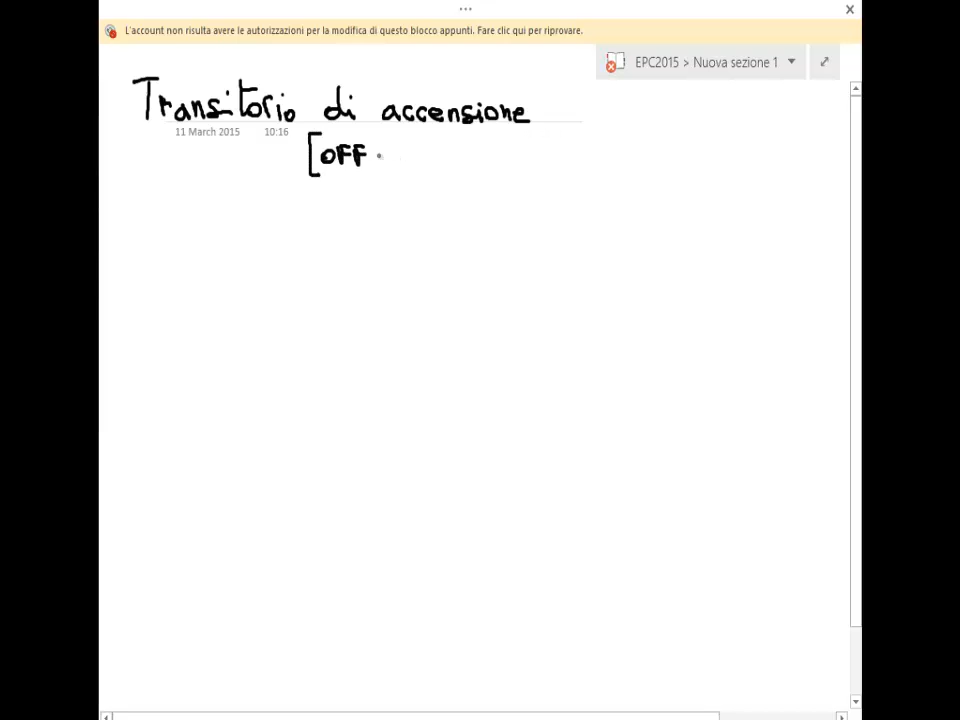 L'account non risulta avere le autorizzazioni per la modifica di questo blocco appunti. Fare clic qui per riprovare.
EPC2015 > Nuova sezione 1
Transitorio di accensione
11 March 2015 10:16
[OFF